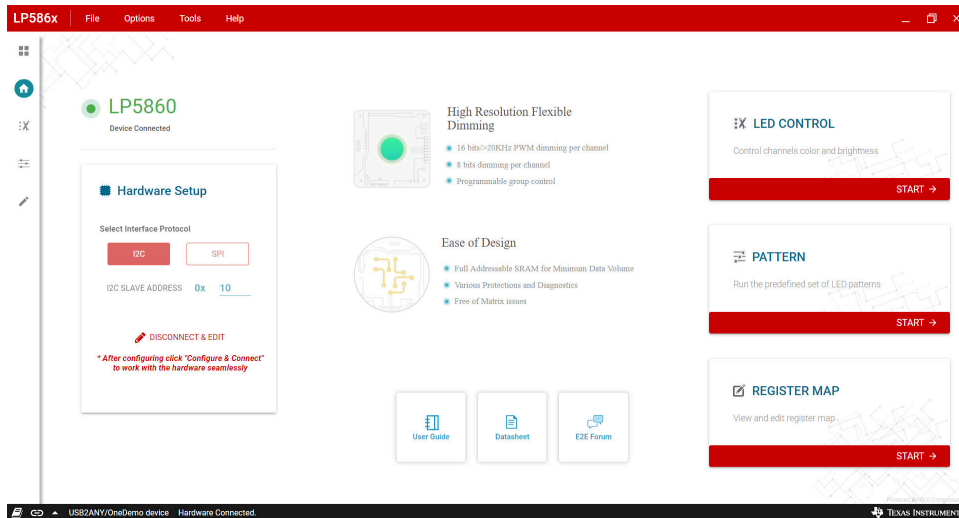 LP586x File Options Tools Help
LP5860
Device Connected
Hardware Setup
Select Interface Protocol
I2C SPI
I2C SLAVE ADDRESS 0x 10
DISCONNECT & EDIT
* After configuring click "Configure & Connect"
to work with the hardware seamlessly
High Resolution Flexible
Dimming
16 bits/>20KHz PWM dimming per channel
8 bits dimming per channel
Programmable group control
Ease of Design
Full Addressable SRAM for Minimum Data Volume
Various Protections and Diagnostics
Free of Matrix issues
User Guide
Datasheet
E2E Forum
LED CONTROL
Control channels color and brightness
START
PATTERN
Run the predefined set of LED patterns
START
REGISTER MAP
View and edit register map
START
Powered By GUI Composer
USB2ANY/OneDemo device Hardware Connected.
TEXAS INSTRUMENT